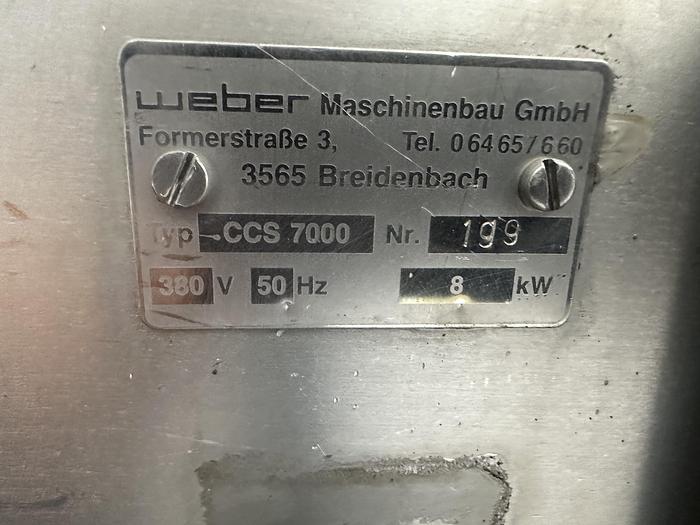 weber Maschinenbau GmbH
Formerstraße 3, Tel. 06465/660
3565 Breidenbach
Typ CCS 7000 Nr. 199
380 V 50 Hz 8 kW